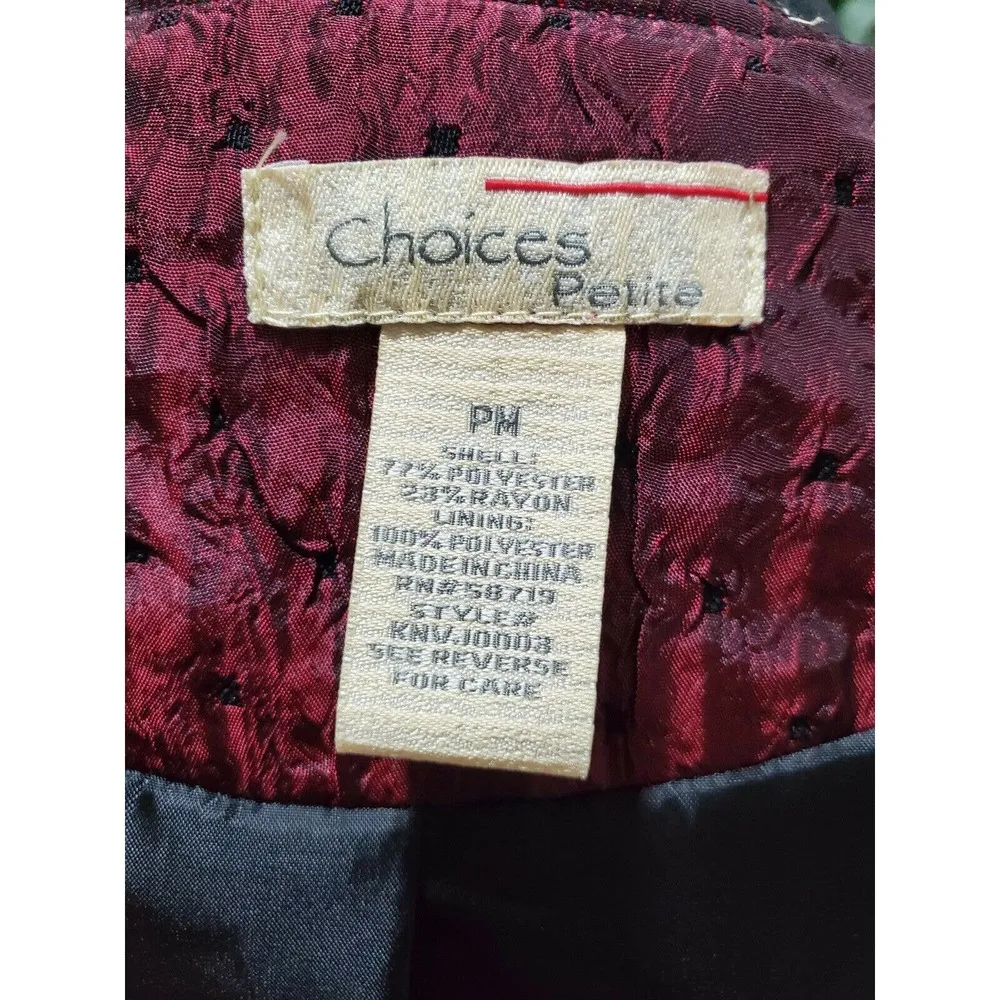 Choices
Petite
PM
SHELL:
77% POLYESTER
23% RAYON
LINING:
100% POLYESTER
MADE IN CHINA
RN# 58719
STYLE#
KNVJ0003
SEE REVERSE
FOR CARE